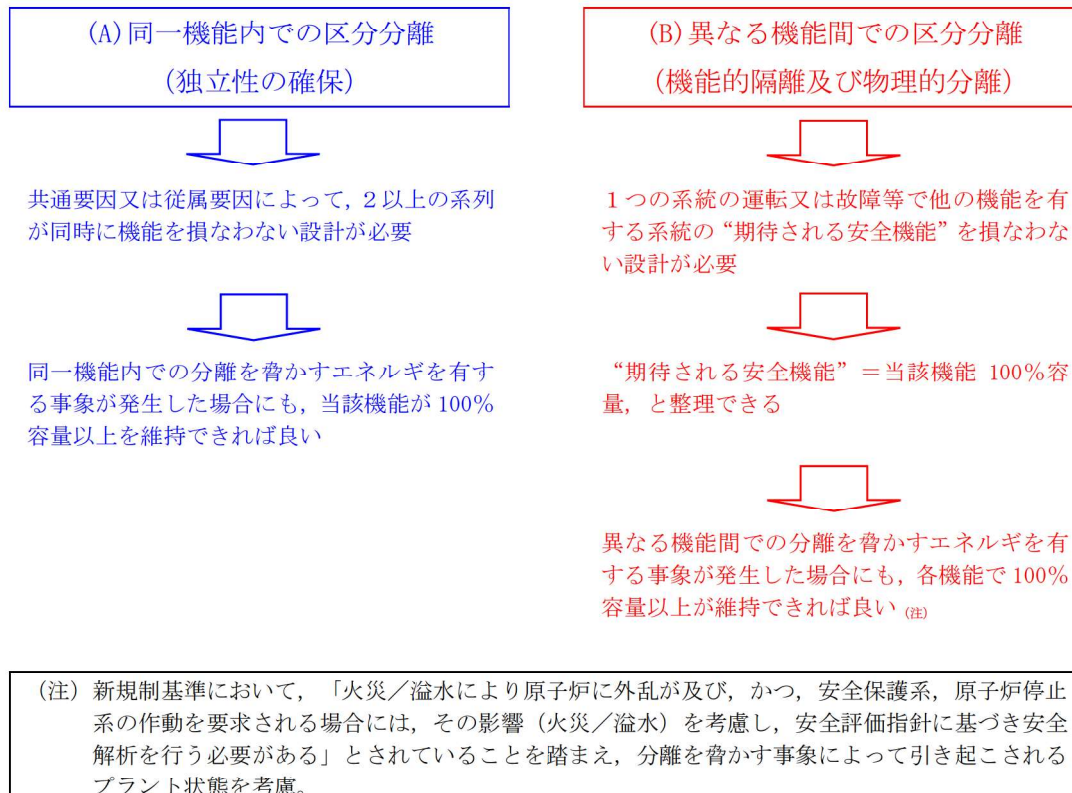 (A)同一機能内での区分分離
(独立性の確保)
共通要因又は従属要因によって，２以上の系列
が同時に機能を損なわない設計が必要
同一機能内での分離を脅かすエネルギを有す
る事象が発生した場合にも，当該機能が 100%
容量以上を維持できれば良い
(B)異なる機能間での区分分離
(機能的隔離及び物理的分離)
１つの系統の運転又は故障等で他の機能を有
する系統の“期待される安全機能”を損なわな
い設計が必要
“期待される安全機能”＝当該機能 100%容
量，と整理できる
異なる機能間での分離を脅かすエネルギを有
する事象が発生した場合にも，各機能で 100%
容量以上が維持できれば良い (注)
(注) 新規制基準において，「火災／溢水により原子炉に外乱が及び，かつ，安全保護系，原子炉停止
系の作動を要求される場合には，その影響（火災／溢水）を考慮し，安全評価指針に基づき安全
解析を行う必要がある」とされていることを踏まえ，分離を脅かす事象によって引き起こされる
プラント状態を考慮。